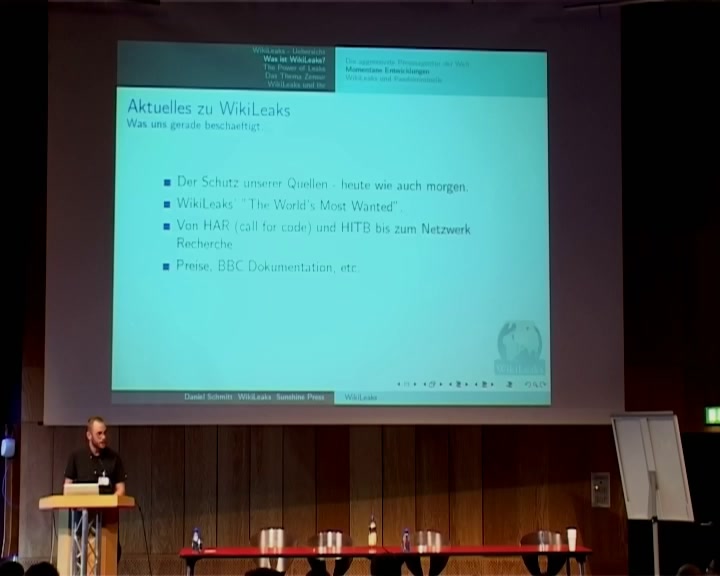 WikiLeaks - Uebersicht
Was ist WikiLeaks?
The Power of Leaks
Das Thema Zensur
WikiLeaks und Ihr
Momentane Entwicklungen
Aktuelles zu WikiLeaks
Was uns gerade beschaeftigt...
Der Schutz unserer Quellen - heute wie auch morgen.
WikiLeaks' "The World's Most Wanted".
Von HAR (call for code) und HITB bis zum Netzwerk
Recherche
Preise, BBC Dokumentation, etc.
WikiLeaks
Daniel Schmitt WikiLeaks Sunshine Press
WikiLeaks